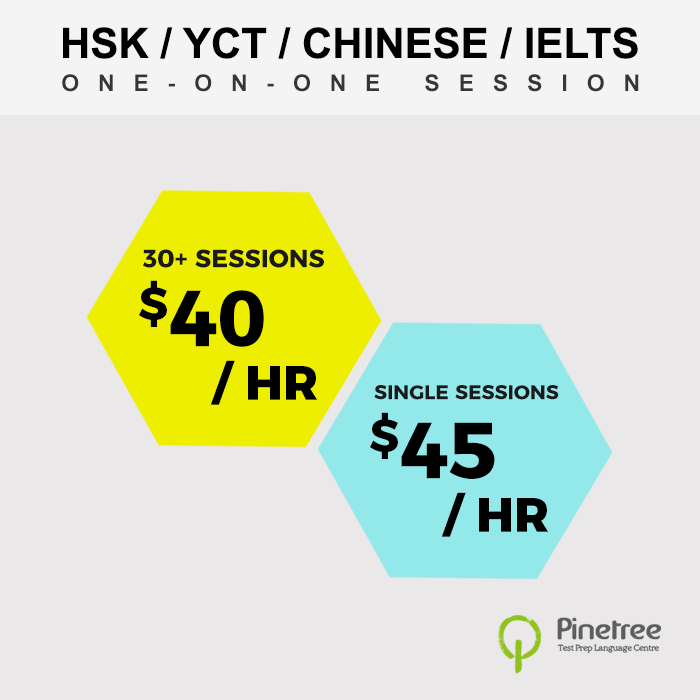 HSK / YCT / CHINESE / IELTS
ONE-ON-ONE SESSION
30+ SESSIONS
$40
/ HR
SINGLE SESSIONS
$45
/ HR
Pinetree
Test Prep Language Centre